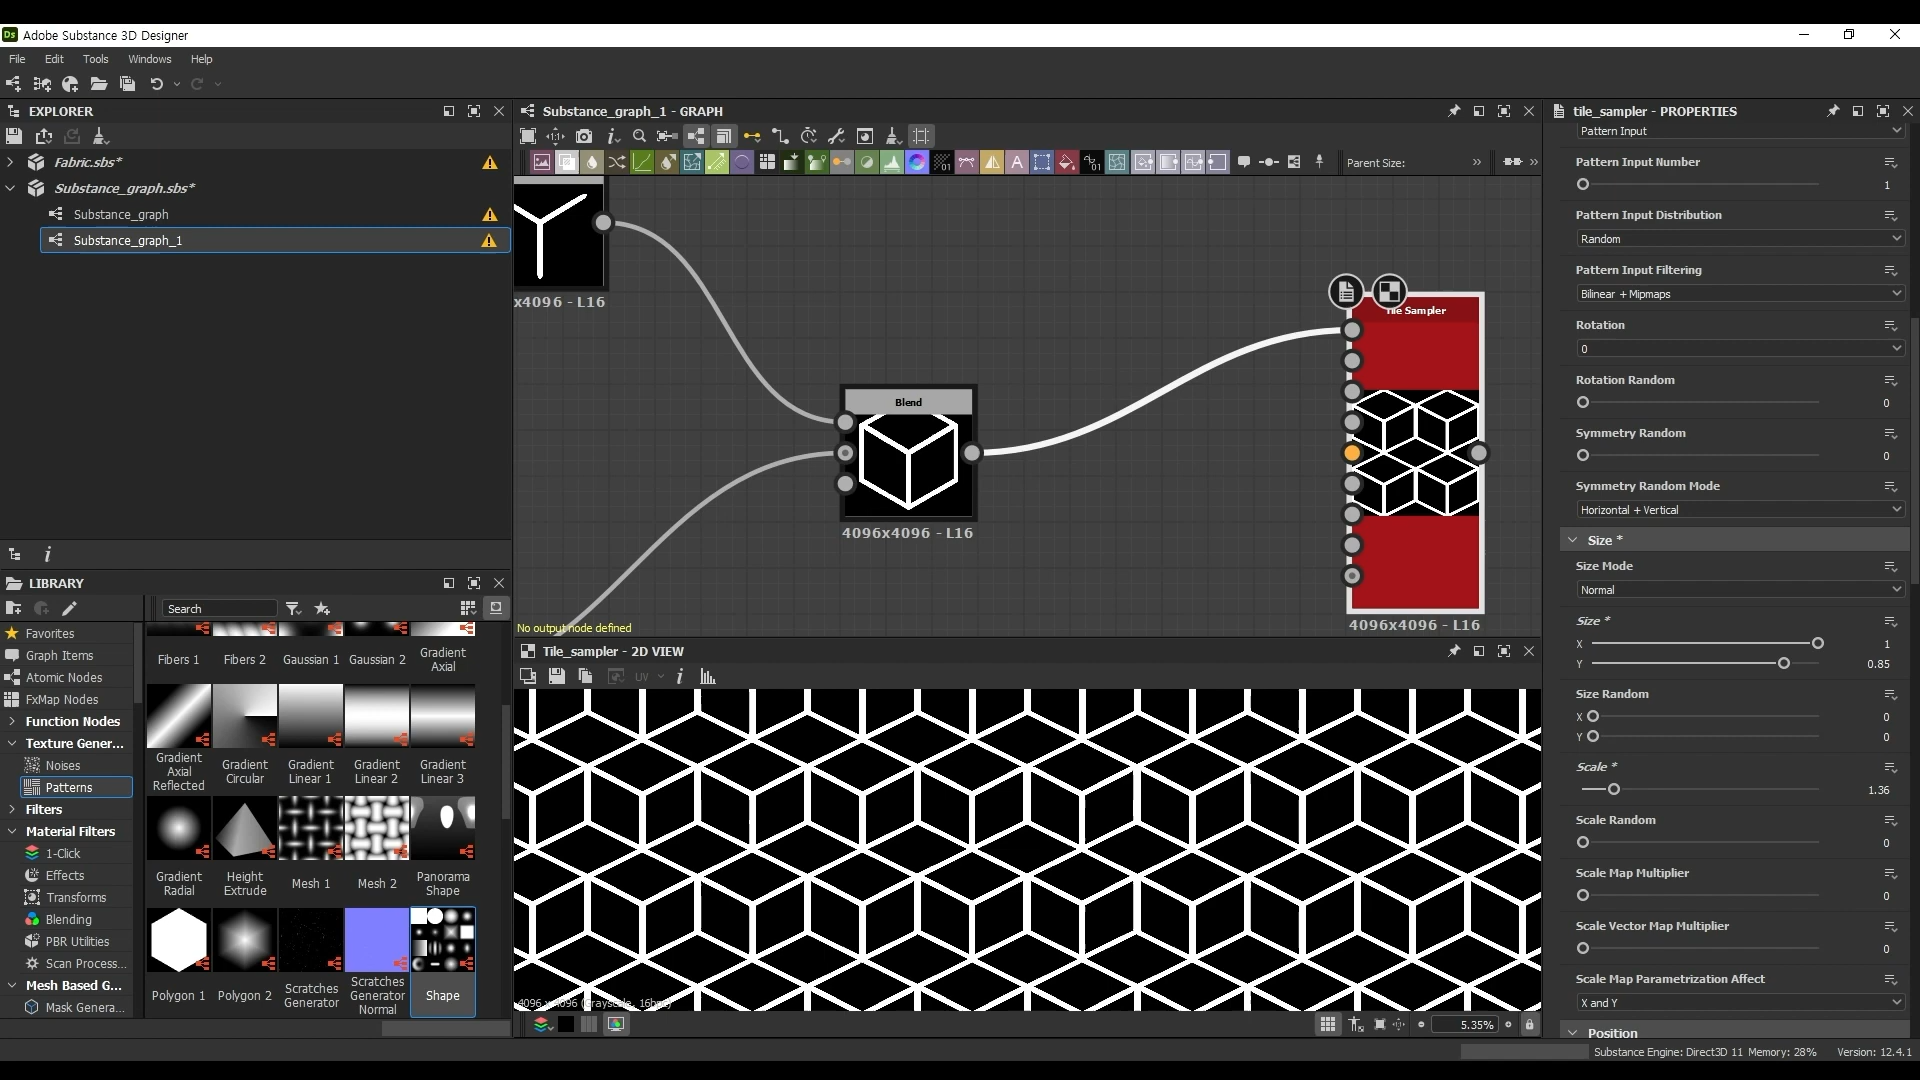 Ds Adobe Substance 3D Designer
File Edit Tools Windows Help
EXPLORER
Fabric.sbs*
Substance_graph.sbs*
Substance_graph
Substance_graph_1
LIBRARY
Search
Favorites
Graph Items
Atomic Nodes
FxMap Nodes
Function Nodes
Texture Gener...
Noises
Patterns
Filters
Material Filters
1-Click
Effects
Transforms
Blending
PBR Utilities
Scan Process...
Mesh Based G...
Mask Genera...
Fibers 1
Fibers 2
Gaussian 1
Gaussian 2
Gradient
Axial
Gradient
Axial
Reflected
Gradient
Circular
Gradient
Linear 1
Gradient
Linear 2
Gradient
Linear 3
Gradient
Radial
Height
Extrude
Mesh 1
Mesh 2
Panorama
Shape
Polygon 1
Polygon 2
Scratches
Generator
Scratches
Generator
Normal
Shape
Substance_graph_1 - GRAPH
Parent Size:
x4096 - L16
Blend
4096x4096 - L16
Tile Sampler
4096x4096 - L16
No output node defined
Tile_sampler - 2D VIEW
UV
4096 x 4096 (Grayscale, 16bpc)
5.35%
tile_sampler - PROPERTIES
Pattern Input
Pattern Input Number
1
Pattern Input Distribution
Random
Pattern Input Filtering
Bilinear + Mipmaps
Rotation
0
Rotation Random
0
Symmetry Random
0
Symmetry Random Mode
Horizontal + Vertical
Size *
Size Mode
Normal
Size *
X 1
Y 0.85
Size Random
X 0
Y 0
Scale *
1.36
Scale Random
0
Scale Map Multiplier
0
Scale Vector Map Multiplier
0
Scale Map Parametrization Affect
X and Y
Position
Substance Engine: Direct3D 11 Memory: 28% Version: 12.4.1